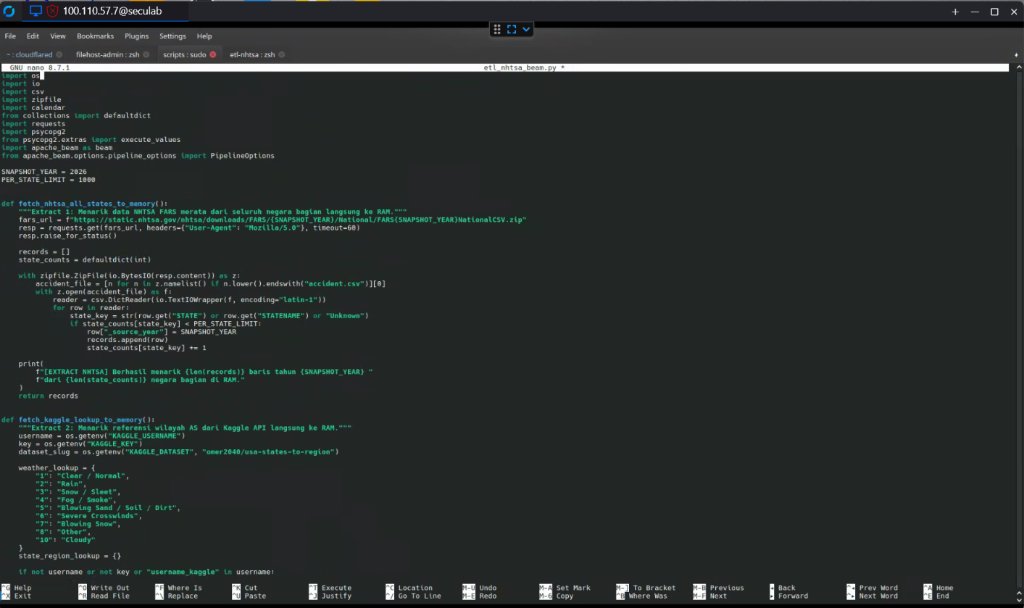 100.110.57.7@seculab
File Edit View Bookmarks Plugins Settings Help
~ : cloudflared filehost-admin : zsh scripts : sudo etl-nhtsa : zsh
GNU nano 8.7.1 etl_nhtsa_beam.py *
import os
import io
import csv
import zipfile
import calendar
from collections import defaultdict
import requests
import psycopg2
from psycopg2.extras import execute_values
import apache_beam as beam
from apache_beam.options.pipeline_options import PipelineOptions
SNAPSHOT_YEAR = 2026
PER_STATE_LIMIT = 1000
def fetch_nhtsa_all_states_to_memory():
"""Extract 1: Menarik data NHTSA FARS merata dari seluruh negara bagian langsung ke RAM."""
fars_url = f"https://static.nhtsa.gov/nhtsa/downloads/FARS/{SNAPSHOT_YEAR}/National/FARS{SNAPSHOT_YEAR}NationalCSV.zip"
resp = requests.get(fars_url, headers={"User-Agent": "Mozilla/5.0"}, timeout=60)
resp.raise_for_status()
records = []
state_counts = defaultdict(int)
with zipfile.ZipFile(io.BytesIO(resp.content)) as z:
accident_file = [n for n in z.namelist() if n.lower().endswith("accident.csv")][0]
with z.open(accident_file) as f:
reader = csv.DictReader(io.TextIOWrapper(f, encoding="latin-1"))
for row in reader:
state_key = str(row.get("STATE") or row.get("STATENAME") or "Unknown")
if state_counts[state_key] < PER_STATE_LIMIT:
row["_source_year"] = SNAPSHOT_YEAR
records.append(row)
state_counts[state_key] += 1
print(
f"[EXTRACT NHTSA] Berhasil menarik {len(records)} baris tahun {SNAPSHOT_YEAR} "
f"dari {len(state_counts)} negara bagian di RAM."
)
return records
def fetch_kaggle_lookup_to_memory():
"""Extract 2: Menarik referensi wilayah AS dari Kaggle API langsung ke RAM."""
username = os.getenv("KAGGLE_USERNAME")
key = os.getenv("KAGGLE_KEY")
dataset_slug = os.getenv("KAGGLE_DATASET", "omer2040/usa-states-to-region")
weather_lookup = {
"1": "Clear / Normal",
"2": "Rain",
"3": "Snow / Sleet",
"4": "Fog / Smoke",
"5": "Blowing Sand / Soil / Dirt",
"6": "Severe Crosswinds",
"7": "Blowing Snow",
"8": "Other",
"10": "Cloudy"
}
state_region_lookup = {}
if not username or not key or "username_kaggle" in username:
^G Help ^O Write Out ^F Where Is ^K Cut ^T Execute ^C Location M-U Undo M-A Set Mark M-] To Bracket M-B Previous Back Prev Word ^A Home
^X Exit ^R Read File ^\ Replace ^U Paste ^J Justify ^/ Go To Line M-E Redo M-6 Copy ^B Where Was M-F Next Forward Next Word ^E End